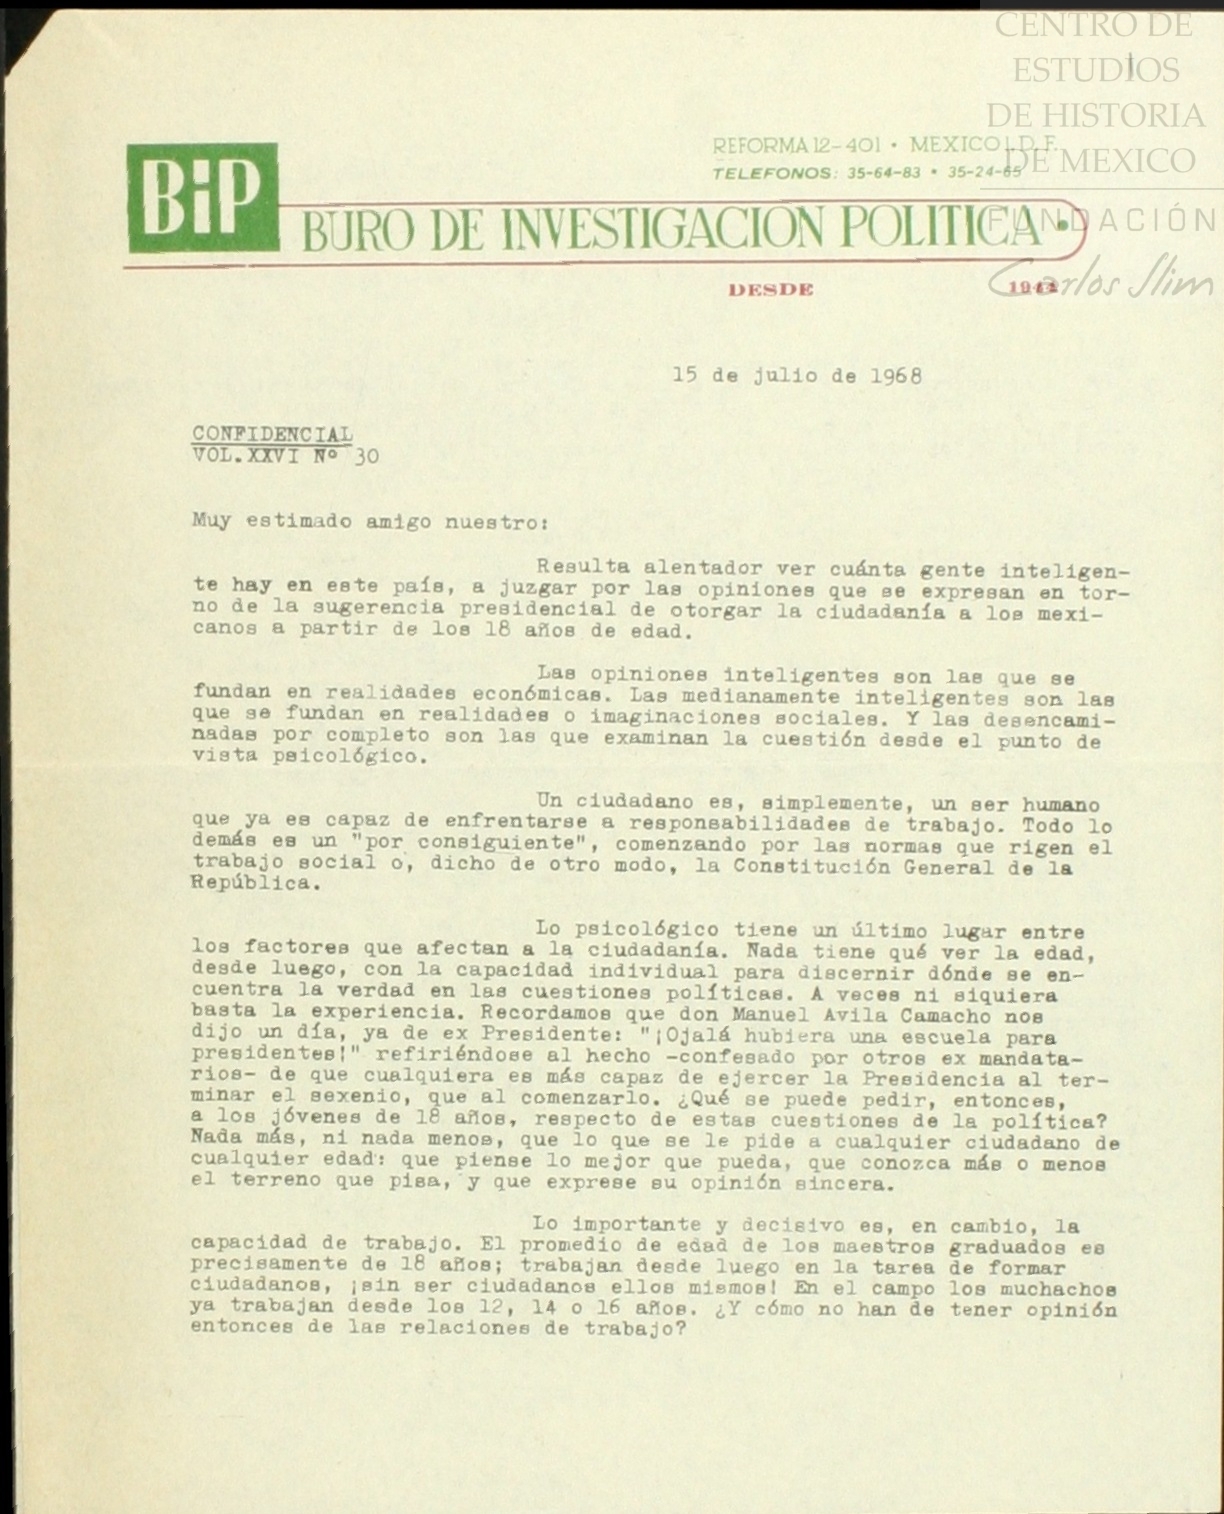 CENTRO DE
ESTUDIOS
DE HISTORIA
DE MEXICO
FUNDACIÓN
Carlos Slim
BiP
REFORMA 12-401 • MEXICO 1, D. F.
TELEFONOS: 35-64-83 • 35-24-65
BURO DE INVESTIGACION POLITICA •
DESDE
15 de julio de 1968
CONFIDENCIAL
VOL.XXVI Nº 30
Muy estimado amigo nuestro:
Resulta alentador ver cuánta gente inteligen-
te hay en este país, a juzgar por las opiniones que se expresan en tor-
no de la sugerencia presidencial de otorgar la ciudadanía a los mexi-
canos a partir de los 18 años de edad.
Las opiniones inteligentes son las que se
fundan en realidades económicas. Las medianamente inteligentes son las
que se fundan en realidades o imaginaciones sociales. Y las desencami-
nadas por completo son las que examinan la cuestión desde el punto de
vista psicológico.
Un ciudadano es, simplemente, un ser humano
que ya es capaz de enfrentarse a responsabilidades de trabajo. Todo lo
demás es un "por consiguiente", comenzando por las normas que rigen el
trabajo social o, dicho de otro modo, la Constitución General de la
República.
Lo psicológico tiene un último lugar entre
los factores que afectan a la ciudadanía. Nada tiene qué ver la edad,
desde luego, con la capacidad individual para discernir dónde se en-
cuentra la verdad en las cuestiones políticas. A veces ni siquiera
basta la experiencia. Recordamos que don Manuel Avila Camacho nos
dijo un día, ya de ex Presidente: "¡Ojalá hubiera una escuela para
presidentes!" refiriéndose al hecho -confesado por otros ex mandata-
rios- de que cualquiera es más capaz de ejercer la Presidencia al ter-
minar el sexenio, que al comenzarlo. ¿Qué se puede pedir, entonces,
a los jóvenes de 18 años, respecto de estas cuestiones de la política?
Nada más, ni nada menos, que lo que se le pide a cualquier ciudadano de
cualquier edad: que piense lo mejor que pueda, que conozca más o menos
el terreno que pisa, y que exprese su opinión sincera.
Lo importante y decisivo es, en cambio, la
capacidad de trabajo. El promedio de edad de los maestros graduados es
precisamente de 18 años; trabajan desde luego en la tarea de formar
ciudadanos, ¡sin ser ciudadanos ellos mismos! En el campo los muchachos
ya trabajan desde los 12, 14 o 16 años. ¿Y cómo no han de tener opinión
entonces de las relaciones de trabajo?